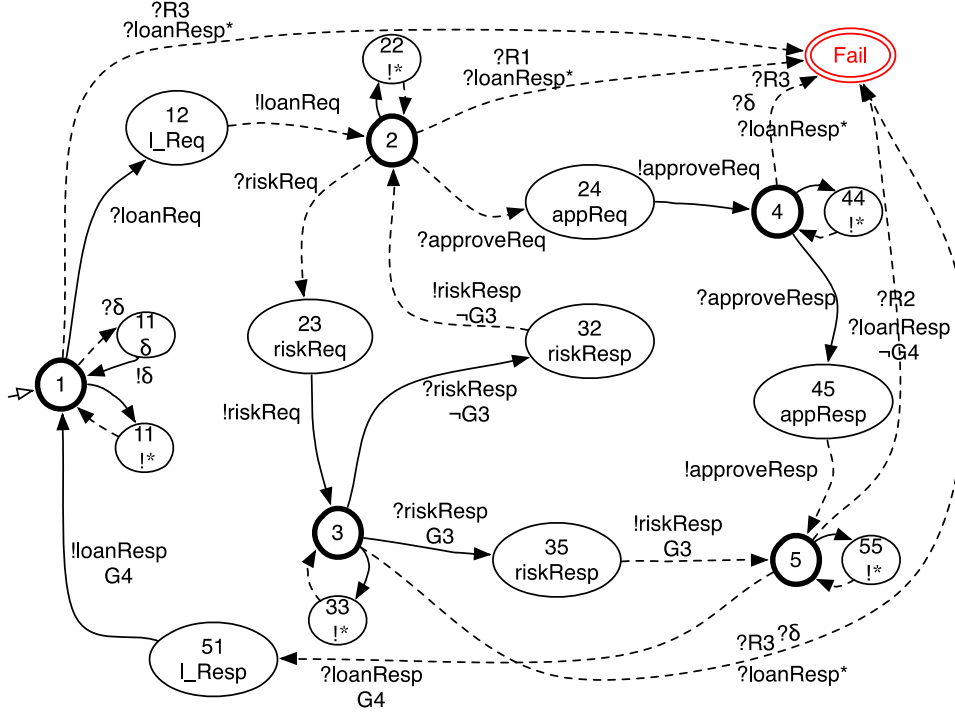 ?R3
?loanResp*
22
!*
?R1
?loanResp*
Fail
?R3
?δ
?loanResp*
12
l_Req
!loanReq
2
?riskReq
!approveReq
24
appReq
4
44
!*
?loanReq
?approveReq
!riskResp
¬G3
?approveResp
?R2
?loanResp
¬G4
?δ
11
δ
!δ
23
riskReq
32
riskResp
1
?riskResp
¬G3
45
appResp
11
!*
!riskReq
!approveResp
3
?riskResp
G3
35
riskResp
!riskResp
G3
5
55
!*
!loanResp
G4
33
!*
51
l_Resp
?loanResp
G4
?R3
?δ
?loanResp*